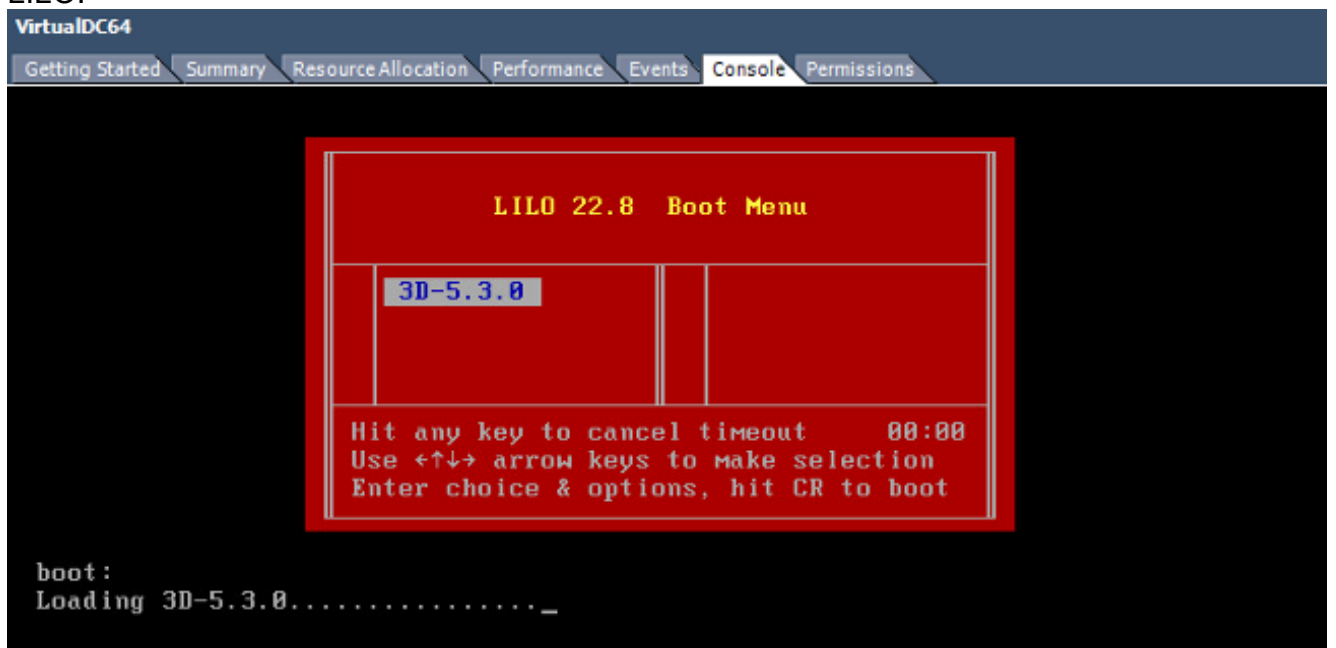 VirtualDC64
Getting Started Summary Resource Allocation Performance Events Console Permissions
LILO 22.8 Boot Menu
3D-5.3.0
Hit any key to cancel timeout 00:00
Use ←↑↓→ arrow keys to make selection
Enter choice & options, hit CR to boot
boot:
Loading 3D-5.3.0................_